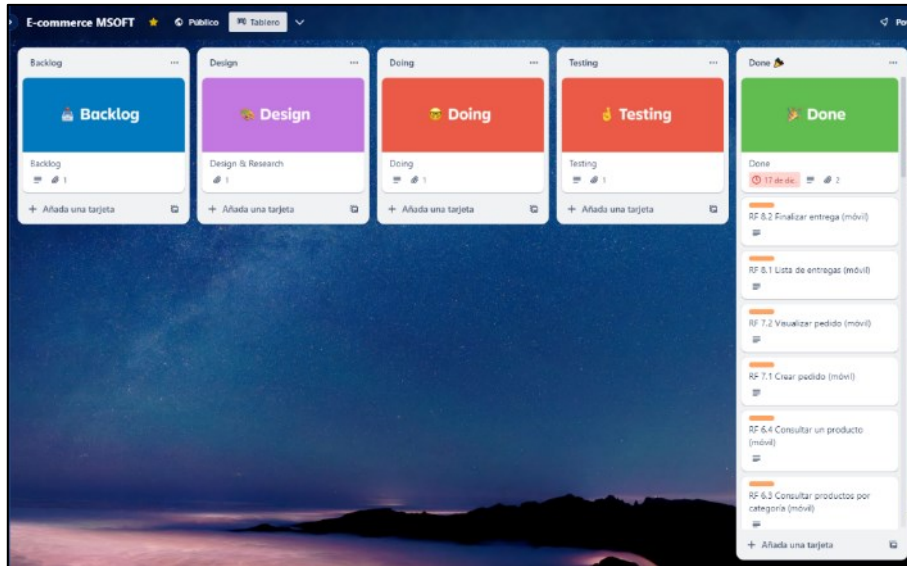 E-commerce MSOFT Público Tablero
Backlog
Backlog
Backlog
1
+ Añada una tarjeta
Design
Design
Design & Research
1
+ Añada una tarjeta
Doing
Doing
Doing
1
+ Añada una tarjeta
Testing
Testing
Testing
1
+ Añada una tarjeta
Done
Done
Done
17 de dic. 2
RF 8.2 Finalizar entrega (móvil)
RF 8.1 Lista de entregas (móvil)
RF 7.2 Visualizar pedido (móvil)
RF 7.1 Crear pedido (móvil)
RF 6.4 Consultar un producto
(móvil)
RF 6.3 Consultar productos por
categoría (móvil)
+ Añada una tarjeta